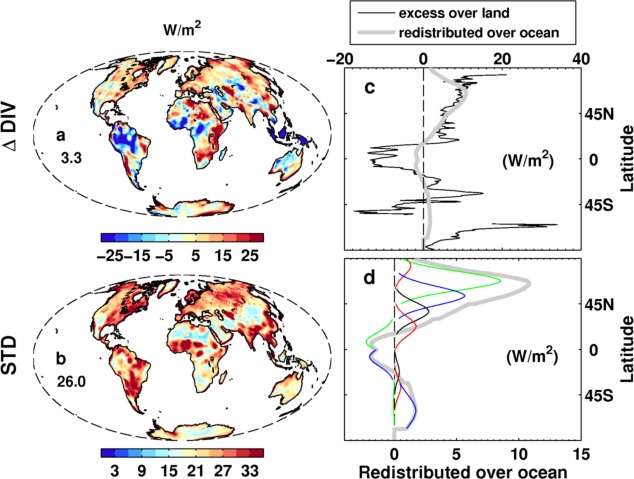 W/m²
Δ DIV
a
3.3
−25−15 −5 5 15 25
STD
b
26.0
3 9 15 21 27 33
excess over land
redistributed over ocean
−20 0 20 40
c
45N
0
45S
(W/m²)
Latitude
d
45N
0
45S
(W/m²)
Latitude
0 5 10 15
Redistributed over ocean